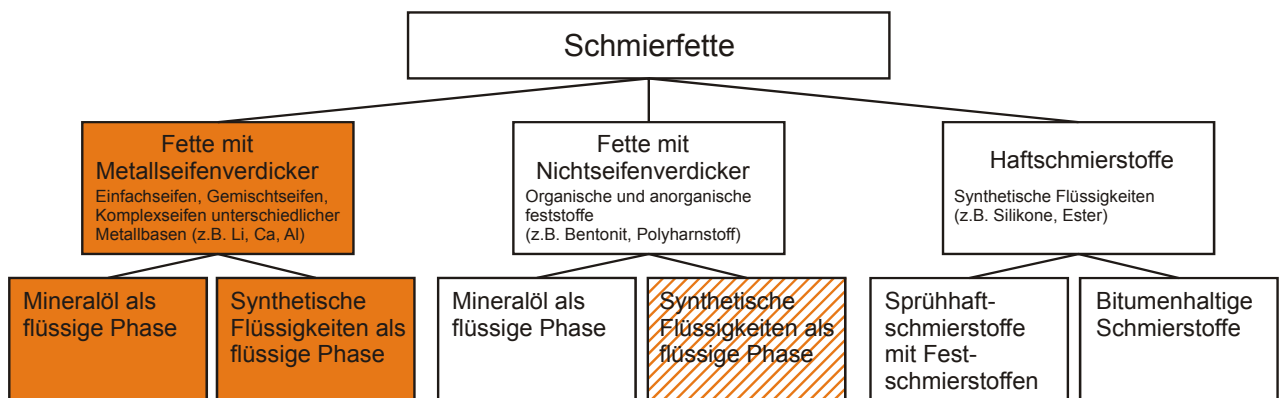 Schmierfette
Fette mit
Metallseifenverdicker
Einfachseifen, Gemischtseifen,
Komplexseifen unterschiedlicher
Metallbasen (z.B. Li, Ca, Al)
Fette mit
Nichtseifenverdicker
Organische und anorganische
feststoffe
(z.B. Bentonit, Polyharnstoff)
Haftschmierstoffe
Synthetische Flüssigkeiten
(z.B. Silikone, Ester)
Mineralöl als
flüssige Phase
Synthetische
Flüssigkeiten als
flüssige Phase
Mineralöl als
flüssige Phase
Synthetische
Flüssigkeiten als
flüssige Phase
Sprühhaft-
schmierstoffe
mit Fest-
schmierstoffen
Bitumenhaltige
Schmierstoffe